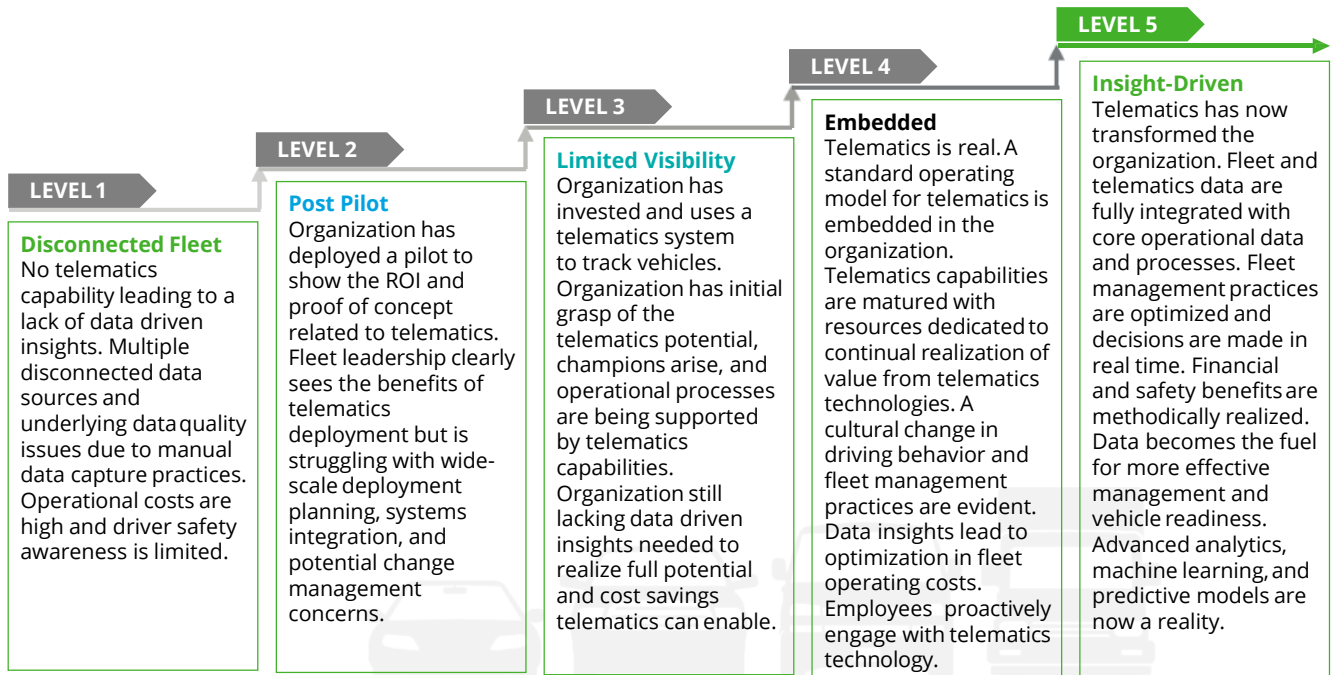 LEVEL 1
Disconnected Fleet
No telematics
capability leading to a
lack of data driven
insights. Multiple
disconnected data
sources and
underlying data quality
issues due to manual
data capture practices.
Operational costs are
high and driver safety
awareness is limited.
LEVEL 2
Post Pilot
Organization has
deployed a pilot to
show the ROI and
proof of concept
related to telematics.
Fleet leadership clearly
sees the benefits of
telematics
deployment but is
struggling with wide-
scale deployment
planning, systems
integration, and
potential change
management
concerns.
LEVEL 3
Limited Visibility
Organization has
invested and uses a
telematics system
to track vehicles.
Organization has initial
grasp of the
telematics potential,
champions arise, and
operational processes
are being supported
by telematics
capabilities.
Organization still
lacking data driven
insights needed to
realize full potential
and cost savings
telematics can enable.
LEVEL 4
Embedded
Telematics is real. A
standard operating
model for telematics is
embedded in the
organization.
Telematics capabilities
are matured with
resources dedicated to
continual realization of
value from telematics
technologies. A
cultural change in
driving behavior and
fleet management
practices are evident.
Data insights lead to
optimization in fleet
operating costs.
Employees proactively
engage with telematics
technology.
LEVEL 5
Insight-Driven
Telematics has now
transformed the
organization. Fleet and
telematics data are
fully integrated with
core operational data
and processes. Fleet
management practices
are optimized and
decisions are made in
real time. Financial
and safety benefits are
methodically realized.
Data becomes the fuel
for more effective
management and
vehicle readiness.
Advanced analytics,
machine learning, and
predictive models are
now a reality.